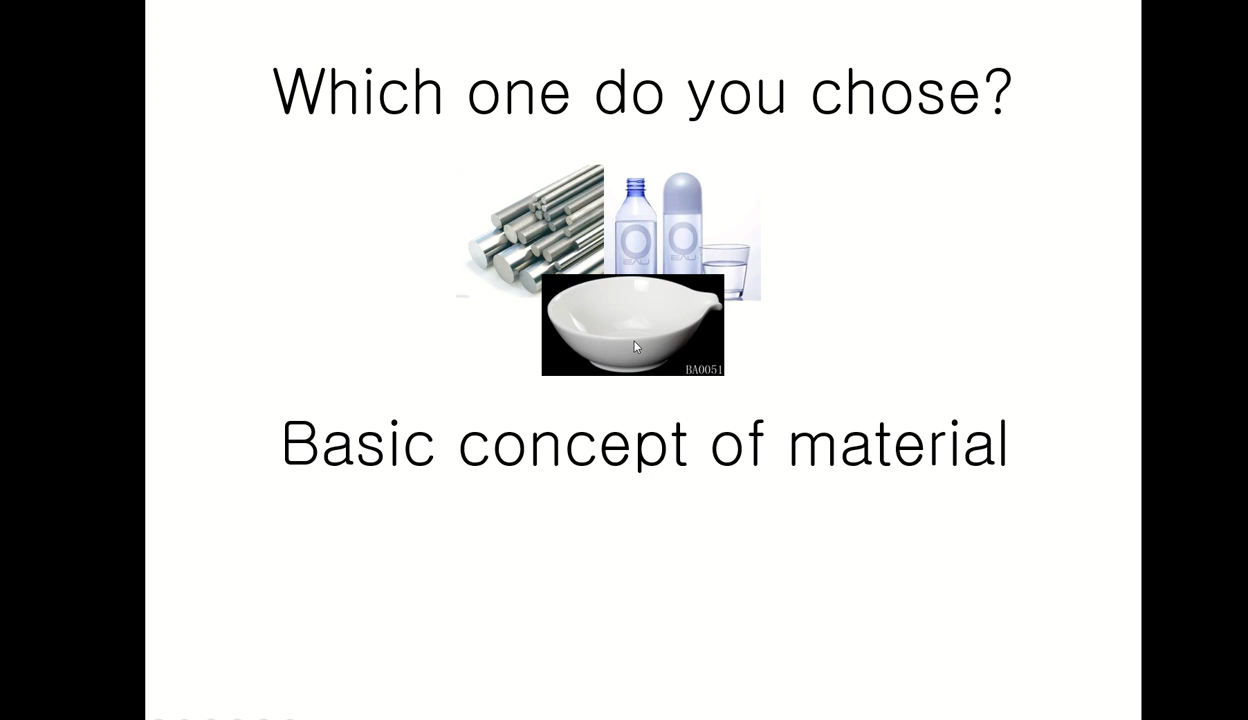 Which one do you chose?
BA0051
Basic concept of material